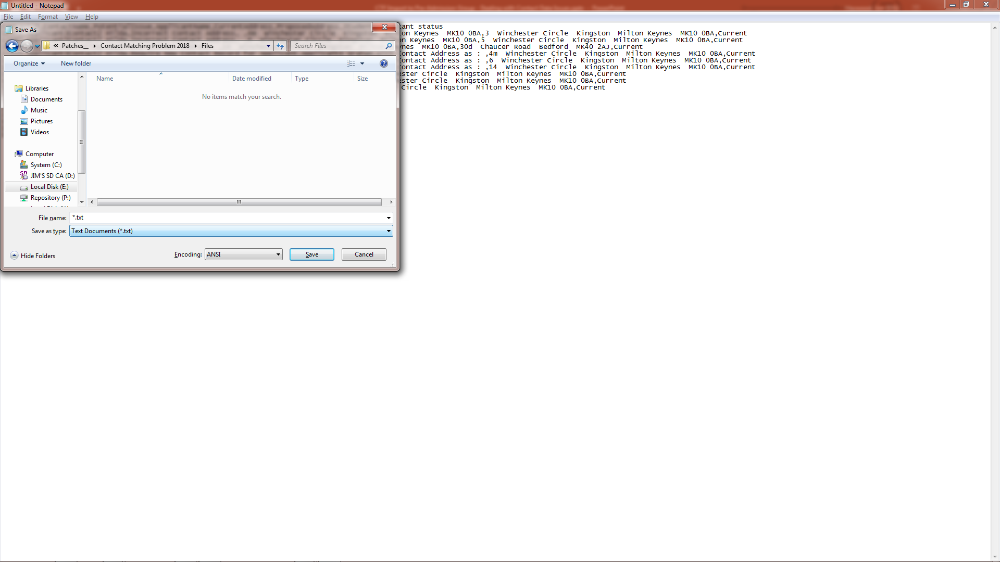 Untitled - Notepad
File Edit Format View Help
Save As
« Patches__ Contact Matching Problem 2018 Files
Search Files
Organize New folder
Name Date modified Type Size
No items match your search.
Libraries
Documents
Music
Pictures
Videos
Computer
System (C:)
JIM'S SD CA (D:)
Local Disk (E:)
Repository (P:)
File name: *.txt
Save as type: Text Documents (*.txt)
Hide Folders Encoding: ANSI Save Cancel
status
Keynes  MK10 0BA,3  Winchester Circle  Kingston  Milton Keynes  MK10 0BA,Current
Keynes  MK10 0BA,5  Winchester Circle  Kingston  Milton Keynes  MK10 0BA,Current
MK10 0BA,30d  Chaucer Road  Bedford  MK40 2AJ,Current
Contact Address as : ,4m  Winchester Circle  Kingston  Milton Keynes  MK10 0BA,Current
Contact Address as : ,6  Winchester Circle  Kingston  Milton Keynes  MK10 0BA,Current
Contact Address as : ,14  Winchester Circle  Kingston  Milton Keynes  MK10 0BA,Current
ster Circle  Kingston  Milton Keynes  MK10 0BA,Current
ster Circle  Kingston  Milton Keynes  MK10 0BA,Current
Circle  Kingston  Milton Keynes  MK10 0BA,Current